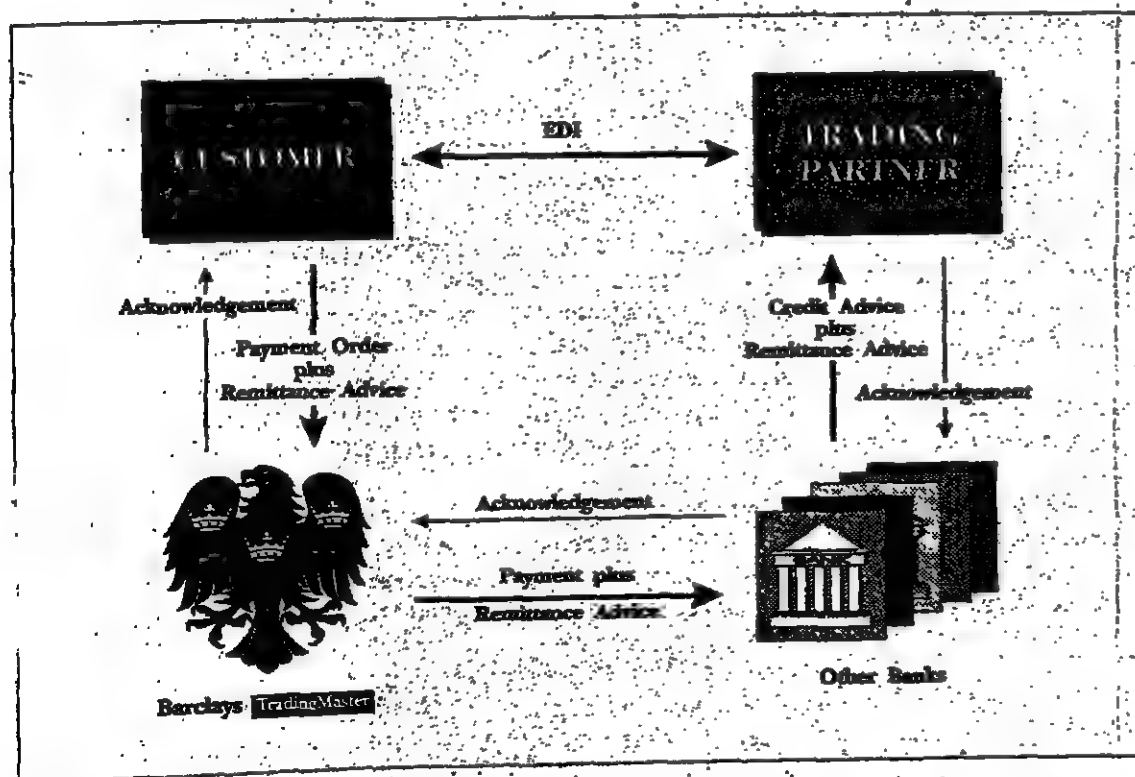 CUSTOMER
EDI
TRADING
PARTNER
Acknowledgement
Payment Order
plus
Remittance Advice
Credit Advice
plus
Remittance Advice
Acknowledgement
Acknowledgement
Payment plus
Remittance Advice
Barclays TradingMaster
Other Banks